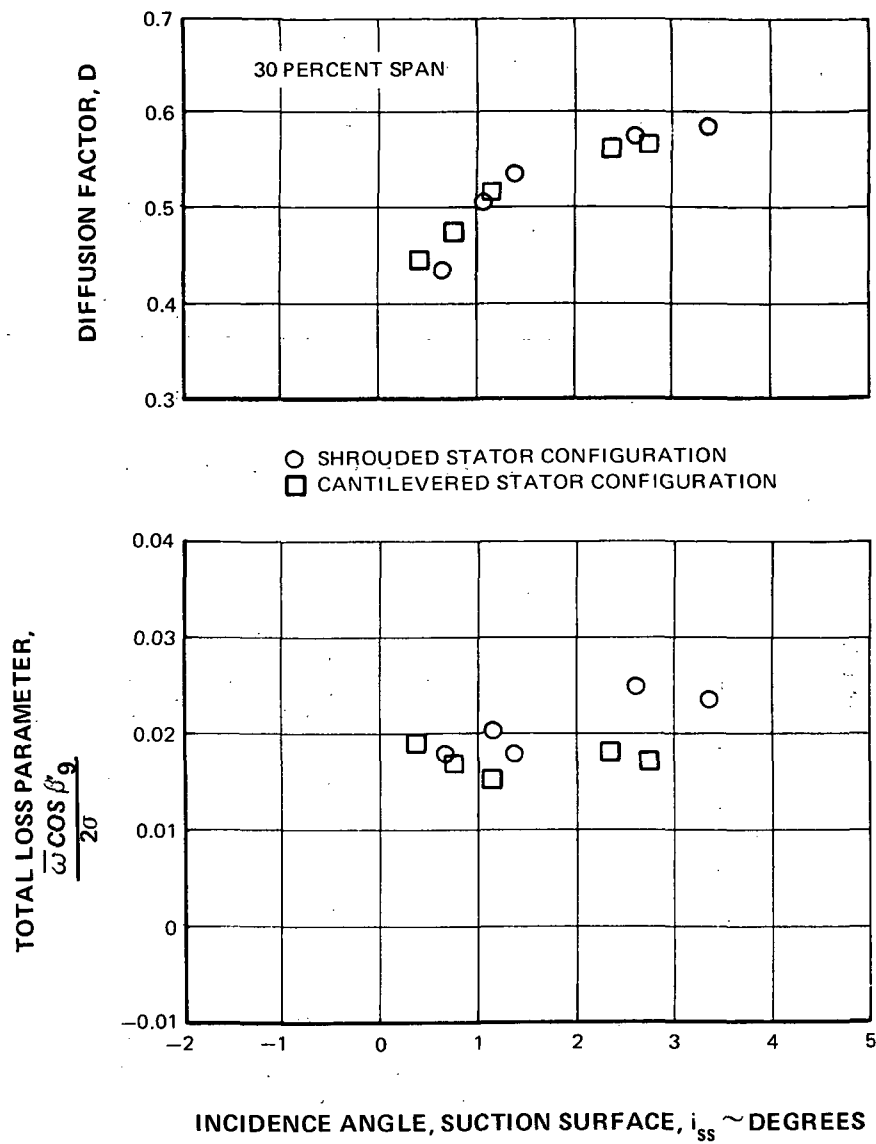 0.7
30 PERCENT SPAN
0.6
0.5
0.4
0.3
DIFFUSION FACTOR, D
SHROUDED STATOR CONFIGURATION
CANTILEVERED STATOR CONFIGURATION
0.04
0.03
0.02
0.01
0
−0.01
TOTAL LOSS PARAMETER,
ω̅ COS β′9
2σ
−2 −1 0 1 2 3 4 5
INCIDENCE ANGLE, SUCTION SURFACE, iss ~ DEGREES